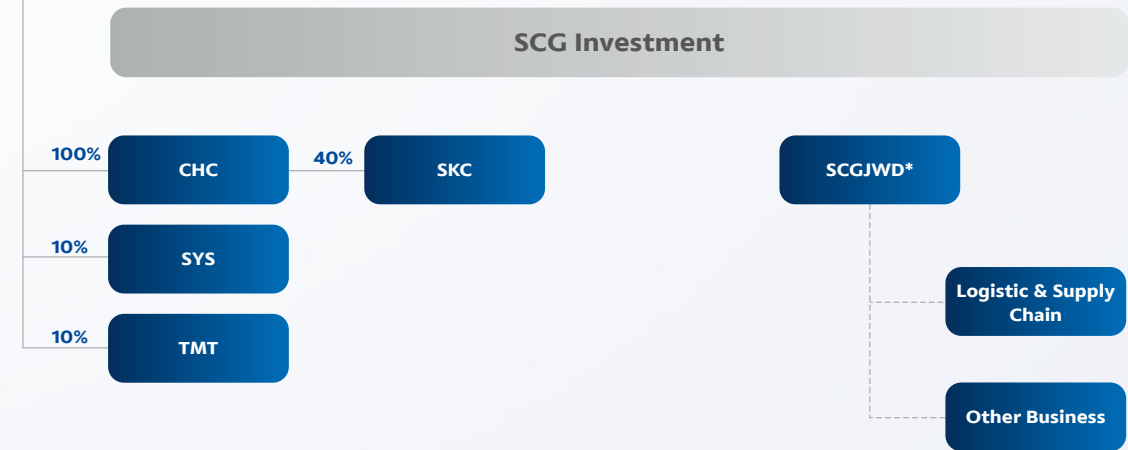 SCG Investment
100%
CHC
40%
SKC
SCGJWD*
10%
SYS
Logistic & Supply
Chain
10%
TMT
Other Business